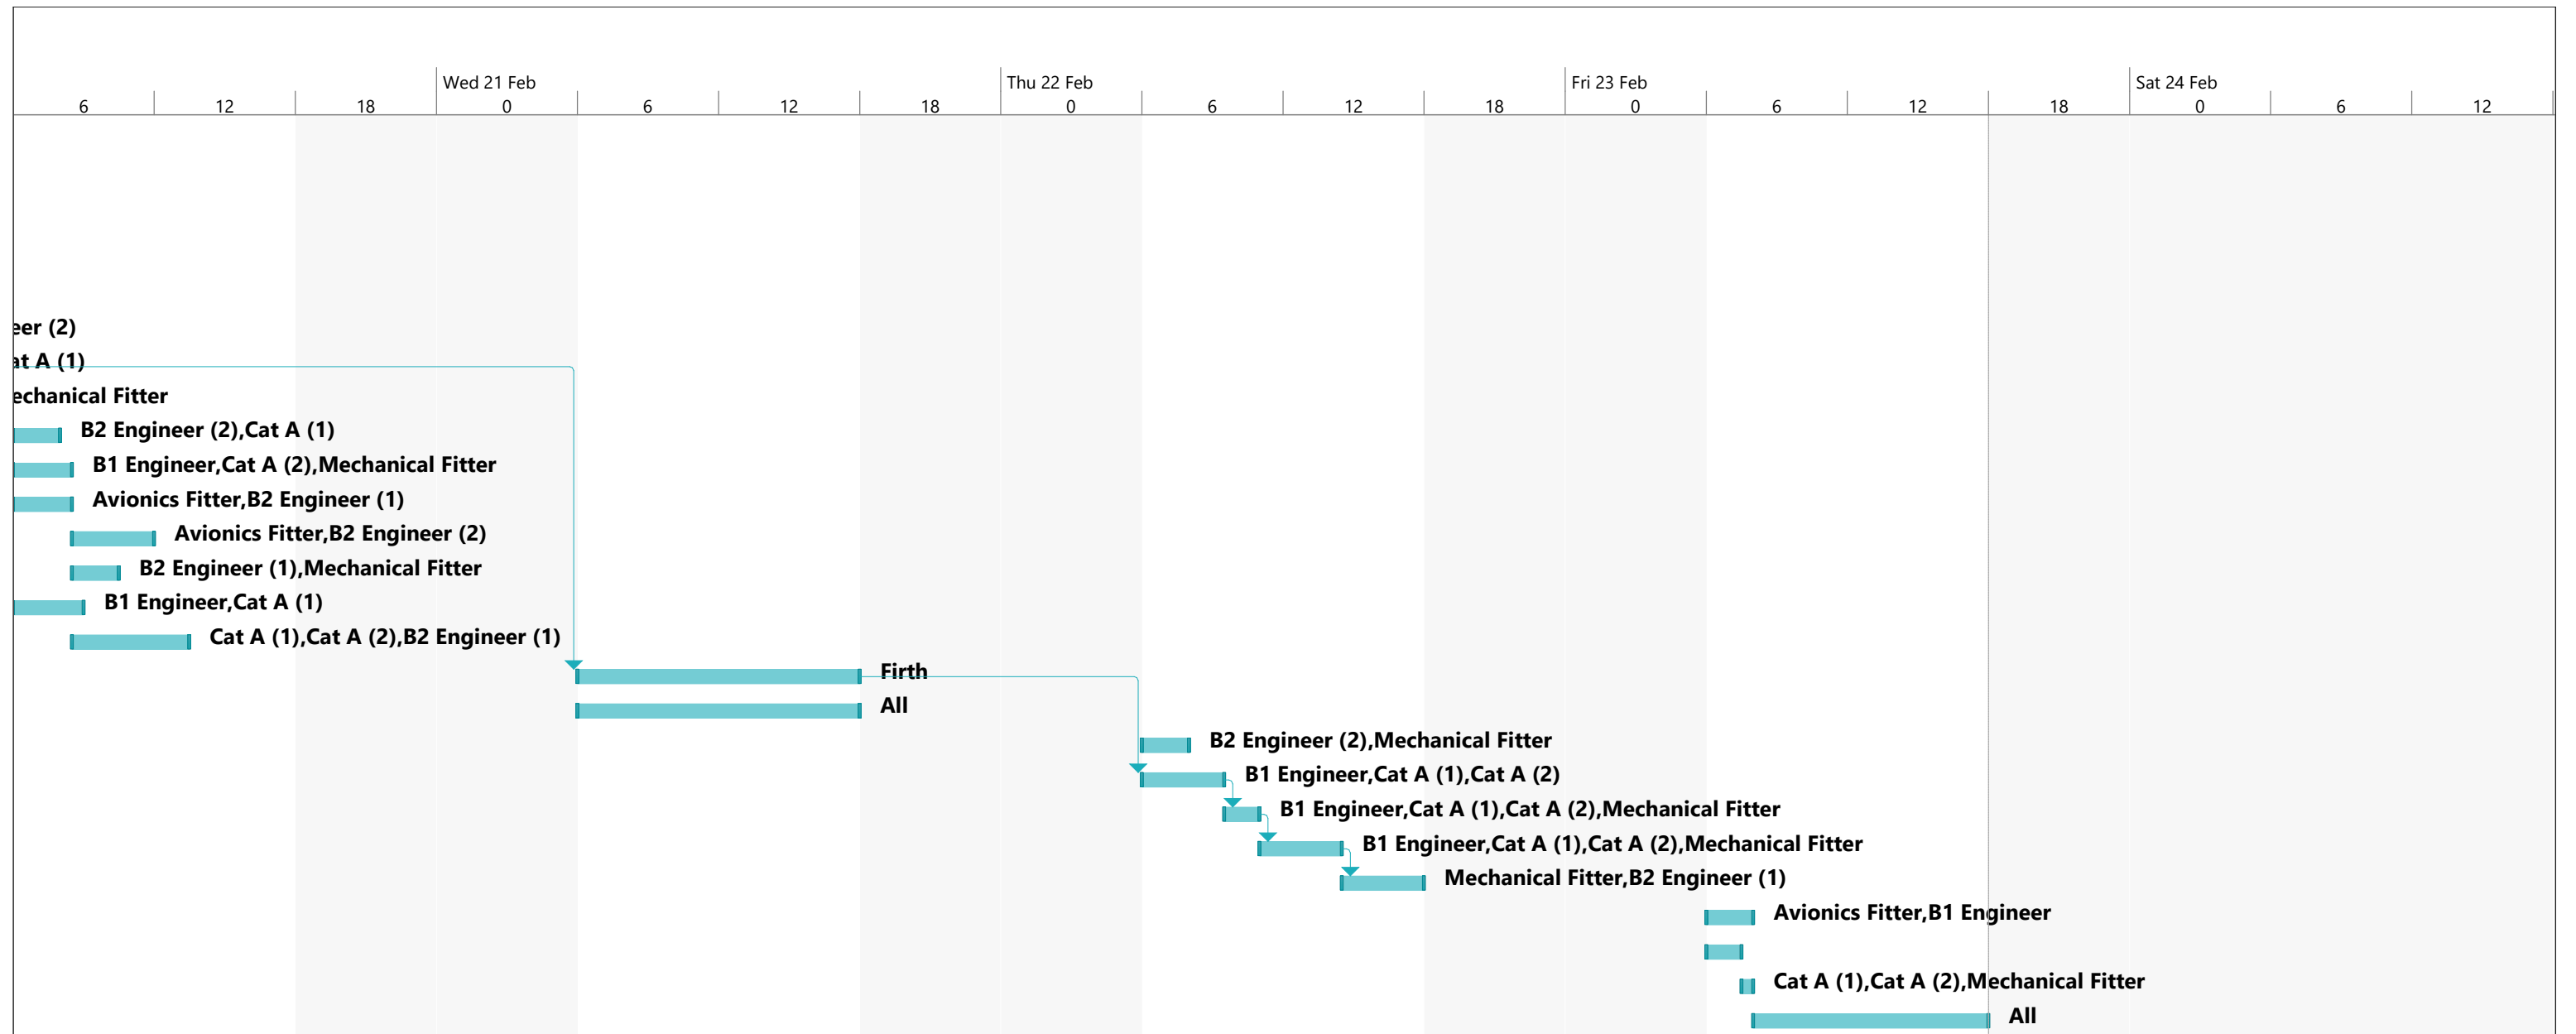 Wed 21 Feb Thu 22 Feb Fri 23 Feb Sat 24 Feb
6 12 18 0 6 12 18 0 6 12 18 0 6 12 18 0 6 12
eer (2)
at A (1)
echanical Fitter
B2 Engineer (2),Cat A (1)
B1 Engineer,Cat A (2),Mechanical Fitter
Avionics Fitter,B2 Engineer (1)
Avionics Fitter,B2 Engineer (2)
B2 Engineer (1),Mechanical Fitter
B1 Engineer,Cat A (1)
Cat A (1),Cat A (2),B2 Engineer (1)
Firth
All
B2 Engineer (2),Mechanical Fitter
B1 Engineer,Cat A (1),Cat A (2)
B1 Engineer,Cat A (1),Cat A (2),Mechanical Fitter
B1 Engineer,Cat A (1),Cat A (2),Mechanical Fitter
Mechanical Fitter,B2 Engineer (1)
Avionics Fitter,B1 Engineer
Cat A (1),Cat A (2),Mechanical Fitter
All